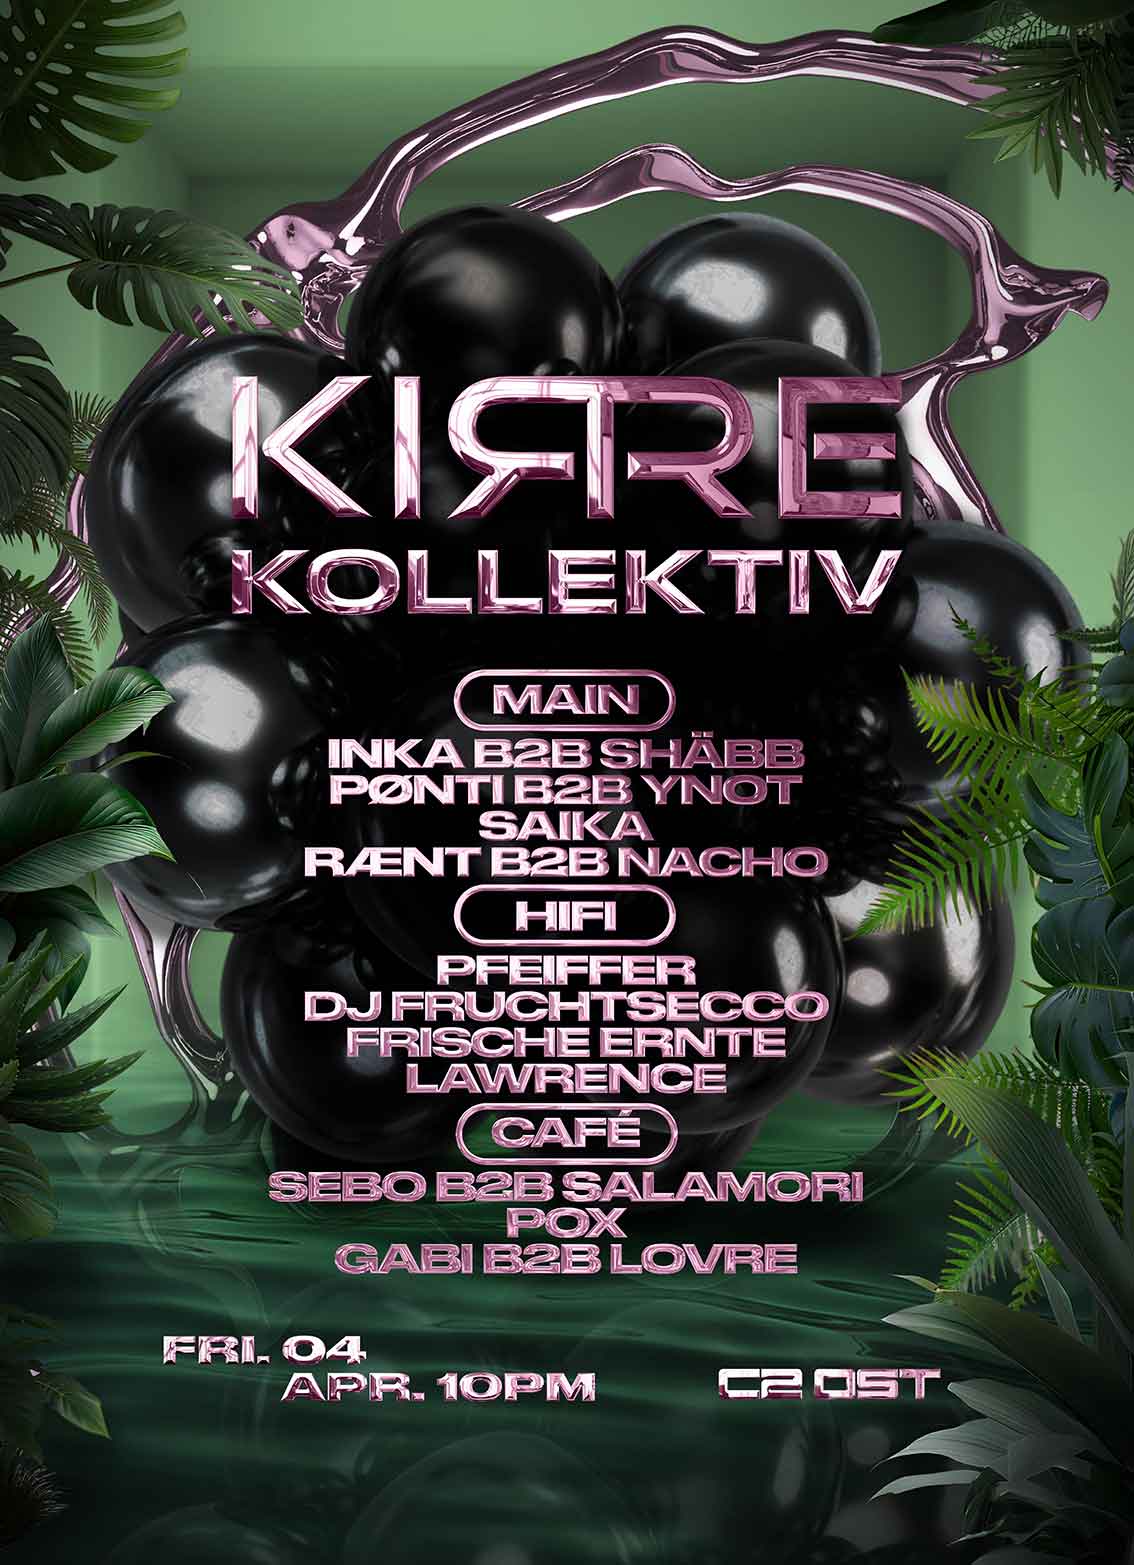 KIRRE
KOLLEKTIV
MAIN
INKA B2B SHÄBB
PØNTI B2B YNOT
SAIKA
RÆNT B2B NACHO
HIFI
PFEIFFER
DJ FRUCHTSECCO
FRISCHE ERNTE
LAWRENCE
CAFÉ
SEBO B2B SALAMORI
POX
GABI B2B LOVRE
FRI. 04
APR. 10PM
C2 OST